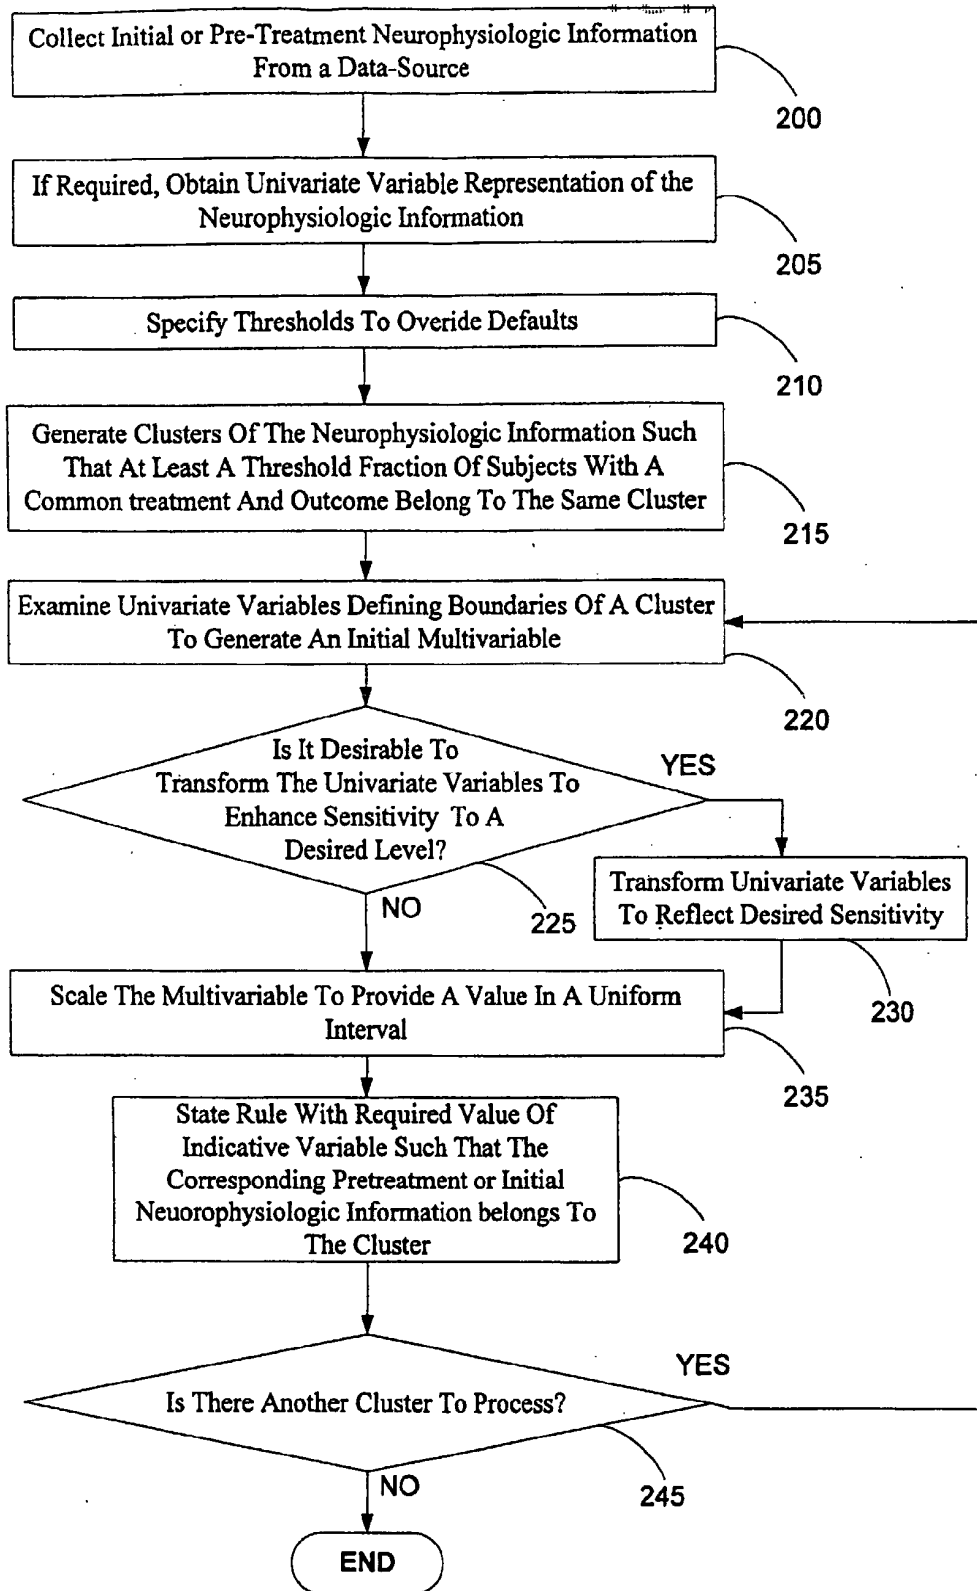 Collect Initial or Pre-Treatment Neurophysiologic Information
From a Data-Source
200
If Required, Obtain Univariate Variable Representation of the
Neurophysiologic Information
205
Specify Thresholds To Overide Defaults
210
Generate Clusters Of The Neurophysiologic Information Such
That At Least A Threshold Fraction Of Subjects With A
Common treatment And Outcome Belong To The Same Cluster
215
Examine Univariate Variables Defining Boundaries Of A Cluster
To Generate An Initial Multivariable
220
Is It Desirable To
Transform The Univariate Variables To
Enhance Sensitivity To A
Desired Level?
YES
NO
225
Transform Univariate Variables
To Reflect Desired Sensitivity
230
Scale The Multivariable To Provide A Value In A Uniform
Interval
235
State Rule With Required Value Of
Indicative Variable Such That The
Corresponding Pretreatment or Initial
Neuorophysiologic Information belongs To
The Cluster
240
YES
Is There Another Cluster To Process?
NO
245
END